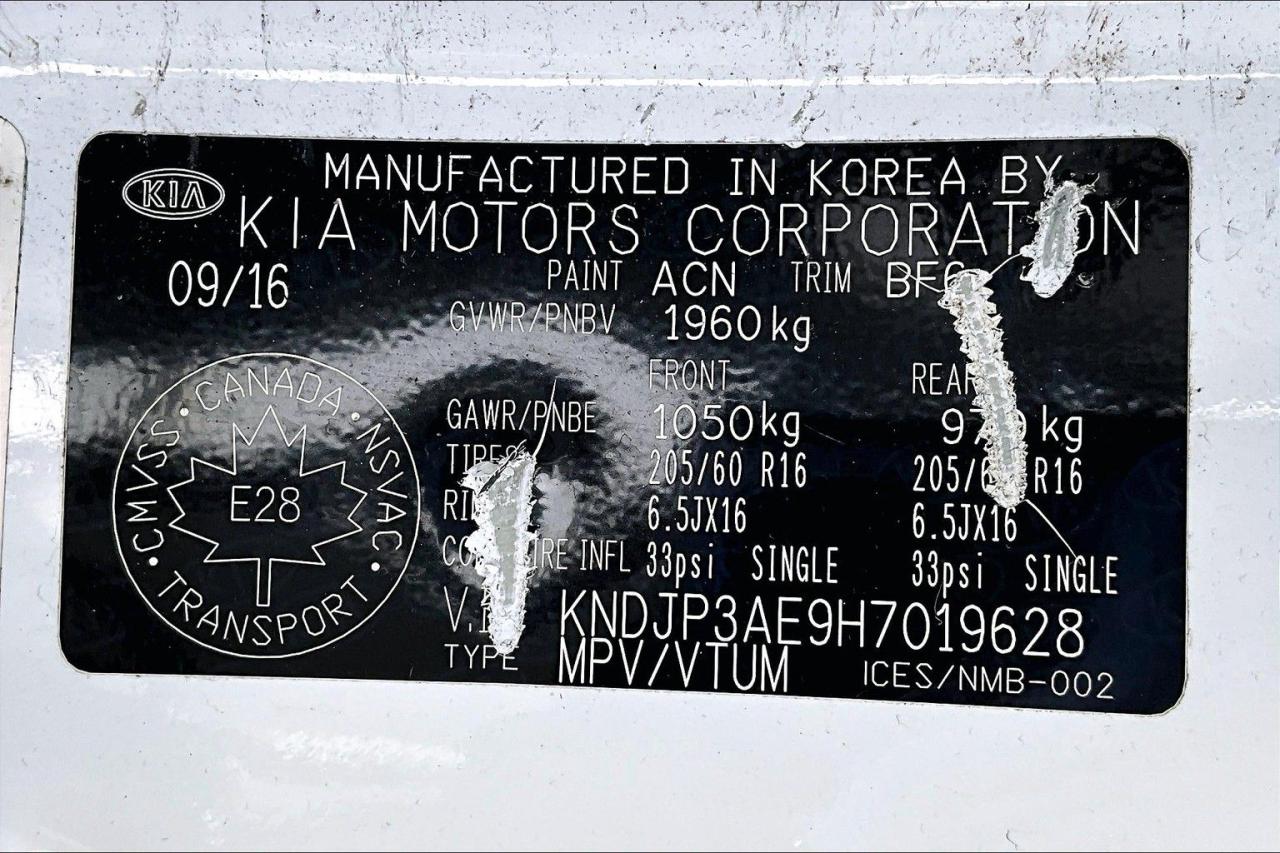 KIA
MANUFACTURED IN KOREA BY
KIA MOTORS
09/16 PAINT ACN TRIM
GVWR/PNBV 1960kg
FRONT
GAWR/PNBE 1050kg kg
205/60 R16 R16
6.5JX16 6.5JX16
INFL 33psi SINGLE 33psi SINGLE
KNDJP3AE9H7019628
TYPE MPV/VTUM ICES/NMB-002
CANADA
CMVSS
NSVAC
E28
TRANSPORT